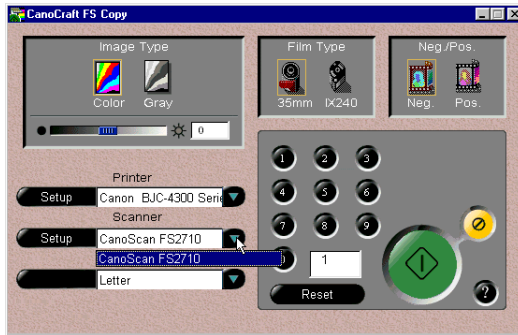 CanoCraft FS Copy
Image Type
Color Gray
0
Film Type
35mm IX240
Neg./Pos.
Neg. Pos.
Printer
Setup Canon BJC-4300 Serie
Scanner
Setup CanoScan FS2710
CanoScan FS2710
Letter
1 2 3
4 5 6
7 8 9
1
Reset
?